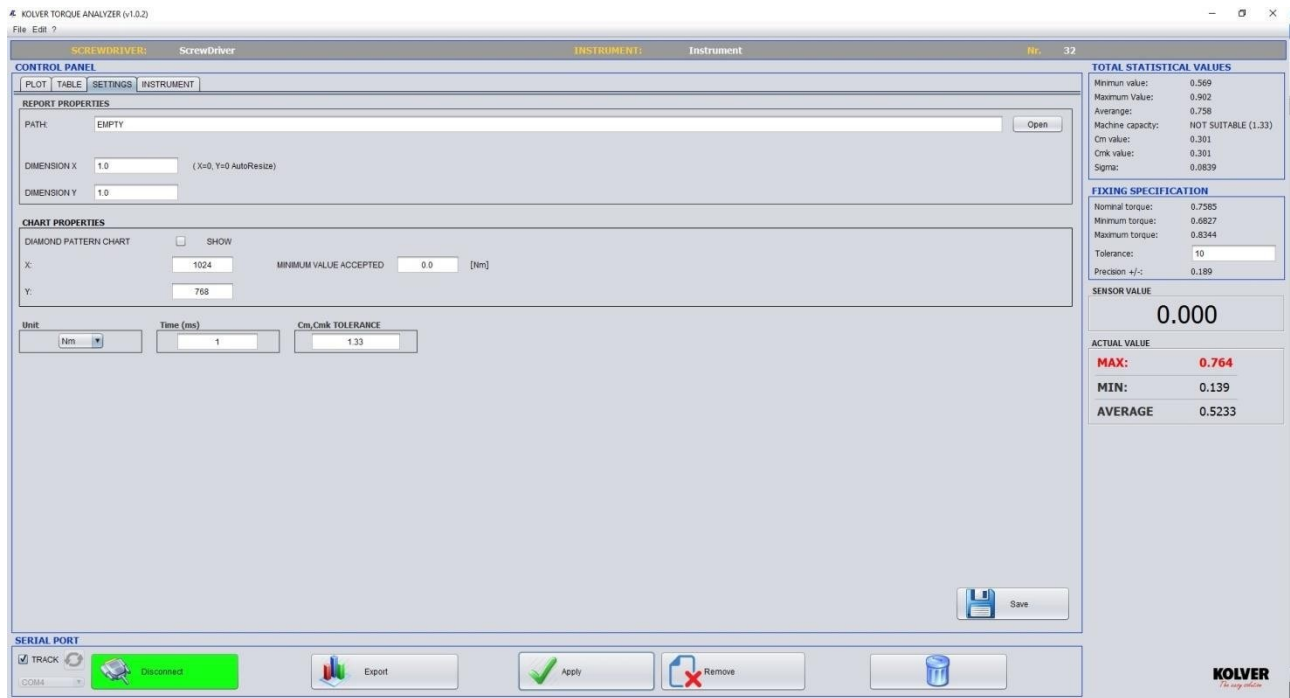 KOLVER TORQUE ANALYZER (v1.0.2)
File Edit ?
SCREWDRIVER: ScrewDriver INSTRUMENT: Instrument Nr. 32
CONTROL PANEL
PLOT TABLE SETTINGS INSTRUMENT
REPORT PROPERTIES
PATH: EMPTY Open
DIMENSION X 1.0 ( X=0, Y=0 AutoResize)
DIMENSION Y 1.0
CHART PROPERTIES
DIAMOND PATTERN CHART SHOW
X: 1024 MINIMUM VALUE ACCEPTED 0.0 [Nm]
Y: 768
Unit Time (ms) Cm,Cmk TOLERANCE
Nm 1 1.33
Save
TOTAL STATISTICAL VALUES
Minimun value: 0.569
Maximum Value: 0.902
Averange: 0.758
Machine capacity: NOT SUITABLE (1.33)
Cm value: 0.301
Cmk value: 0.301
Sigma: 0.0839
FIXING SPECIFICATION
Nominal torque: 0.7585
Minimum torque: 0.6827
Maximum torque: 0.8344
Tolerance: 10
Precision +/-: 0.189
SENSOR VALUE
0.000
ACTUAL VALUE
MAX: 0.764
MIN: 0.139
AVERAGE 0.5233
SERIAL PORT
TRACK
COM4
Disconnect Export Apply Remove
KOLVER
The easy solution